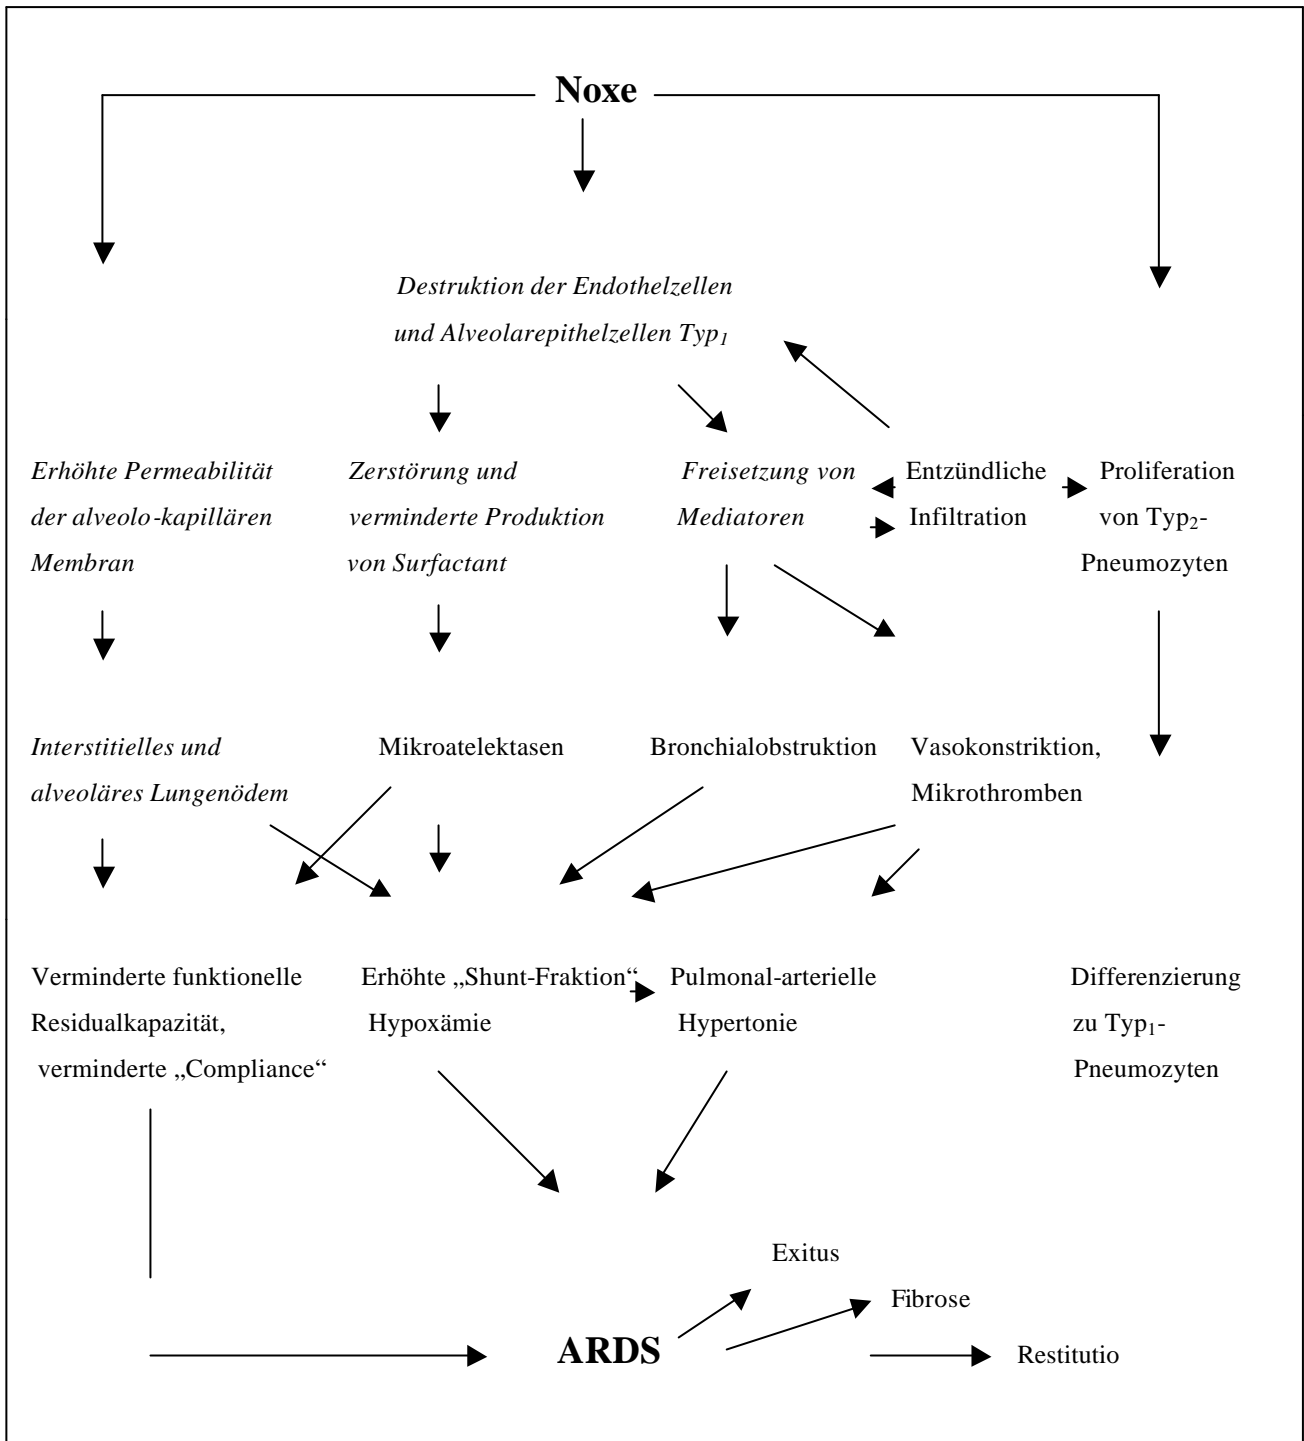 Noxe
Destruktion der Endothelzellen
und Alveolarepithelzellen Typ₁
Erhöhte Permeabilität
der alveolo-kapillären
Membran
Zerstörung und
verminderte Produktion
von Surfactant
Freisetzung von
Mediatoren
Entzündliche
Infiltration
Proliferation
von Typ₂-
Pneumozyten
Interstitielles und
alveoläres Lungenödem
Mikroatelektasen
Bronchialobstruktion
Vasokonstriktion,
Mikrothromben
Verminderte funktionelle
Residualkapazität,
verminderte „Compliance“
Erhöhte „Shunt-Fraktion“
Hypoxämie
Pulmonal-arterielle
Hypertonie
Differenzierung
zu Typ₁-
Pneumozyten
Exitus
Fibrose
ARDS
Restitutio